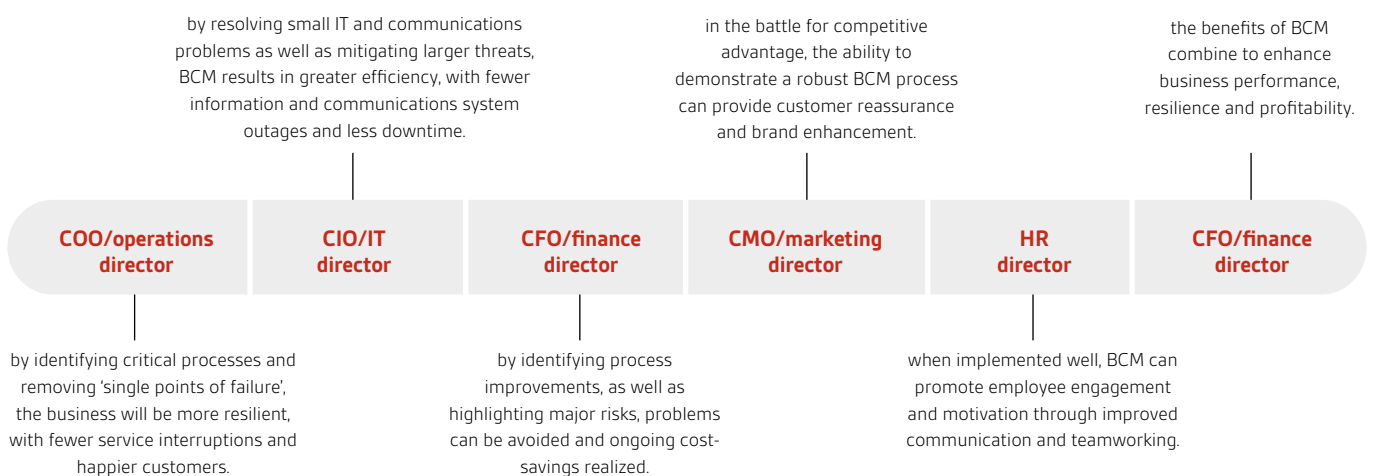 by resolving small IT and communications
problems as well as mitigating larger threats,
BCM results in greater efficiency, with fewer
information and communications system
outages and less downtime.
in the battle for competitive
advantage, the ability to
demonstrate a robust BCM process
can provide customer reassurance
and brand enhancement.
the benefits of BCM
combine to enhance
business performance,
resilience and profitability.
COO/operations
director
CIO/IT
director
CFO/finance
director
CMO/marketing
director
HR
director
CFO/finance
director
by identifying critical processes and
removing ‘single points of failure’,
the business will be more resilient,
with fewer service interruptions and
happier customers.
by identifying process
improvements, as well as
highlighting major risks, problems
can be avoided and ongoing cost-
savings realized.
when implemented well, BCM can
promote employee engagement
and motivation through improved
communication and teamworking.